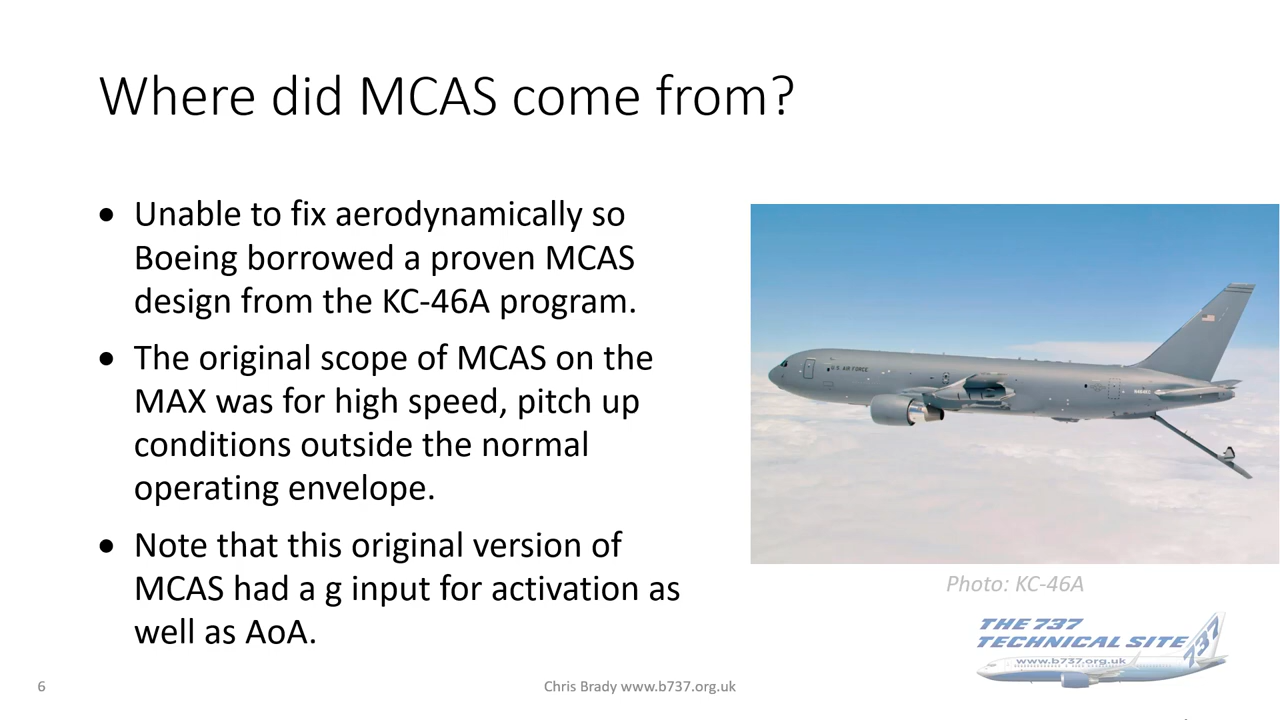 Where did MCAS come from?
• Unable to fix aerodynamically so
Boeing borrowed a proven MCAS
design from the KC-46A program.
• The original scope of MCAS on the
MAX was for high speed, pitch up
conditions outside the normal
operating envelope.
• Note that this original version of
MCAS had a g input for activation as
well as AoA.
U.S. AIR FORCE
Photo: KC-46A
THE 737
TECHNICAL SITE
737
www.b737.org.uk
6
Chris Brady www.b737.org.uk